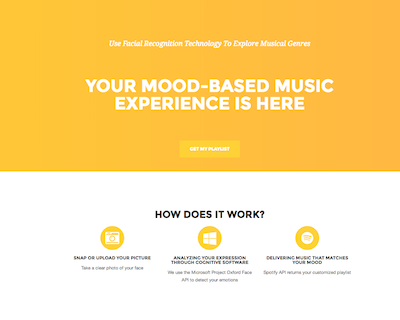 Use Facial Recognition Technology To Explore Musical Genres
YOUR MOOD-BASED MUSIC
EXPERIENCE IS HERE
GET MY PLAYLIST
HOW DOES IT WORK?
SNAP OR UPLOAD YOUR PICTURE
Take a clear photo of your face
ANALYZING YOUR EXPRESSION
THROUGH COGNITIVE SOFTWARE
We use the Microsoft Project Oxford Face
API to detect your emotions
DELIVERING MUSIC THAT MATCHES
YOUR MOOD
Spotify API returns your customized playlist